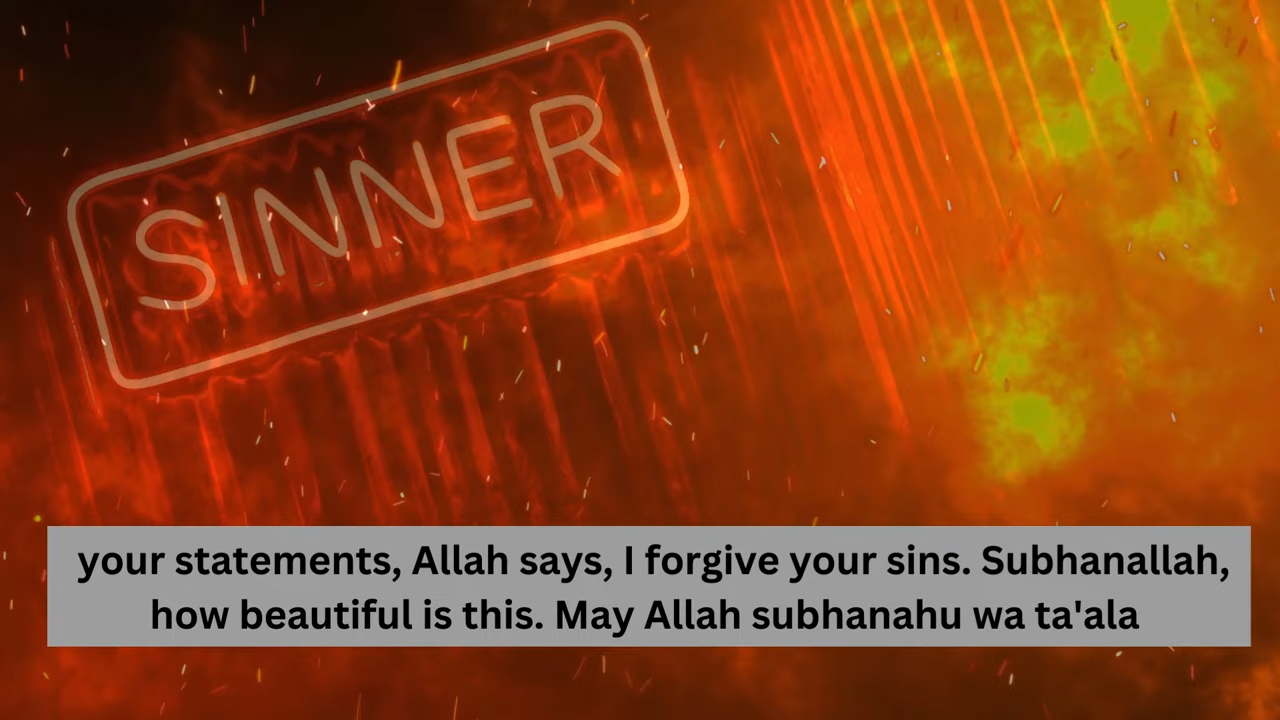 SINNER
your statements, Allah says, I forgive your sins. Subhanallah,
how beautiful is this. May Allah subhanahu wa ta'ala